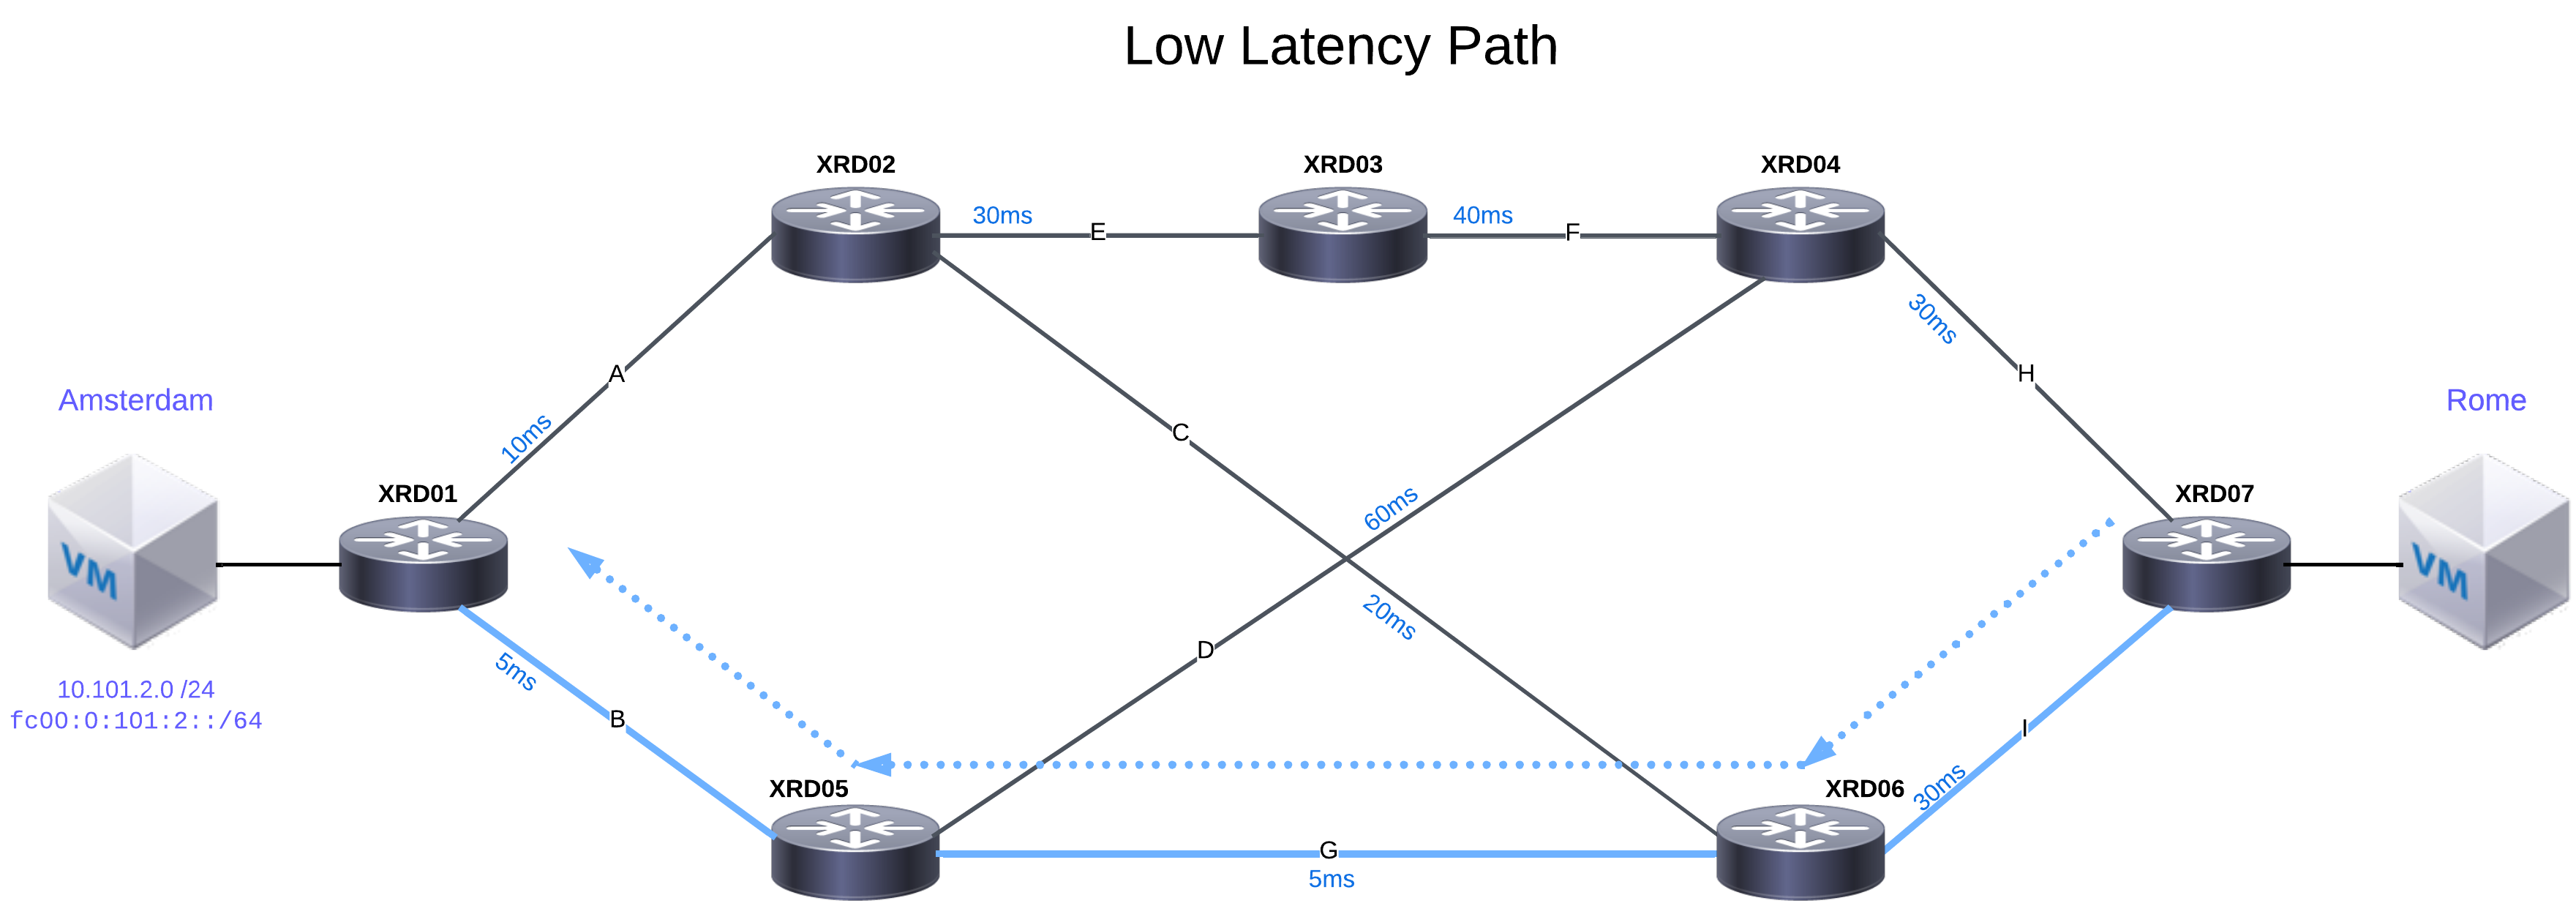 Low Latency Path
XRD02
XRD03
XRD04
30ms
E
40ms
F
30ms
A
H
Amsterdam
Rome
10ms
C
XRD01
60ms
XRD07
VM
VM
20ms
D
5ms
10.101.2.0 /24
fc00:0:101:2::/64
B
I
XRD05
XRD06
30ms
G
5ms